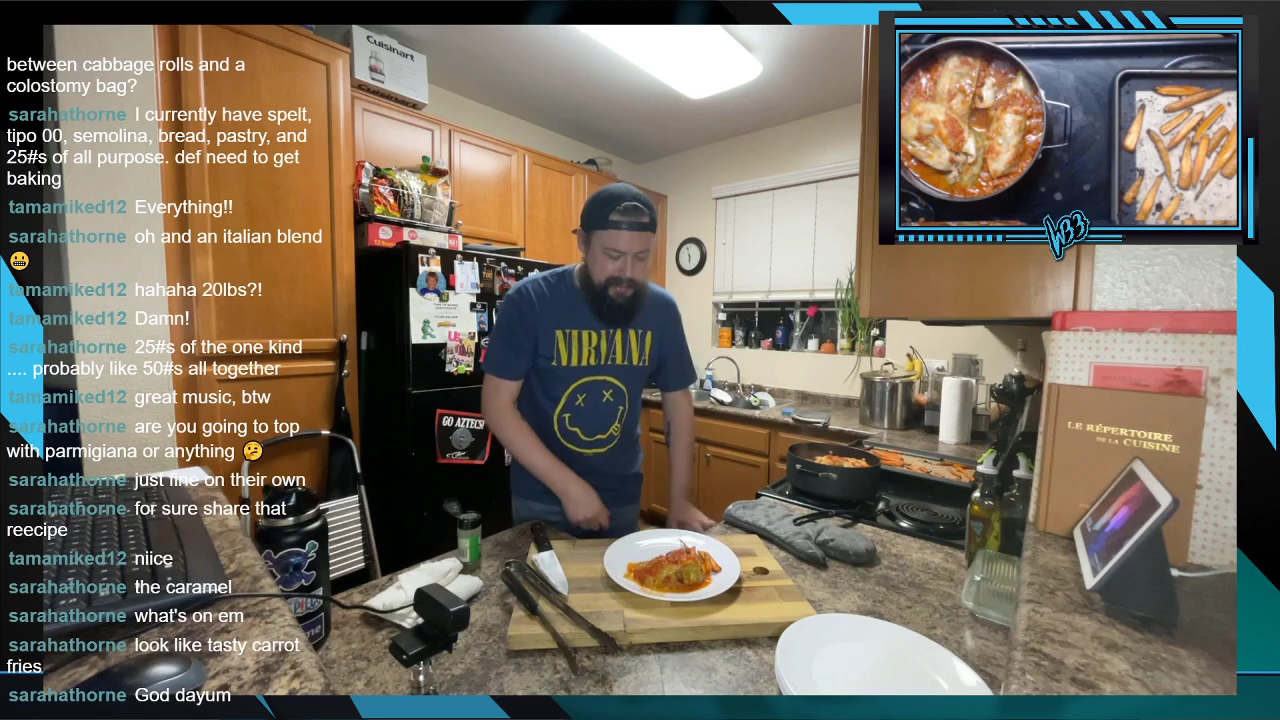 between cabbage rolls and a
colostomy bag?
sarahathorne I currently have spelt,
tipo 00, semolina, bread, pastry, and
25#s of all purpose. def need to get
baking
tamamiked12 Everything!!
sarahathorne oh and an italian blend
😬
tamamiked12 hahaha 20lbs?!
tamamiked12 Damn!
sarahathorne 25#s of the one kind
.... probably like 50#s all together
tamamiked12 great music, btw
sarahathorne are you going to top
with parmigiana or anything 🤔
sarahathorne just fine on their own
sarahathorne for sure share that
reecipe
tamamiked12 niice
sarahathorne the caramel
sarahathorne what's on em
sarahathorne look like tasty carrot
fries
sarahathorne God dayum
Cuisinart
Cuisinart
GO AZTECS!
NIRVANA
W33
LE RÉPERTOIRE
DE LA CUISINE